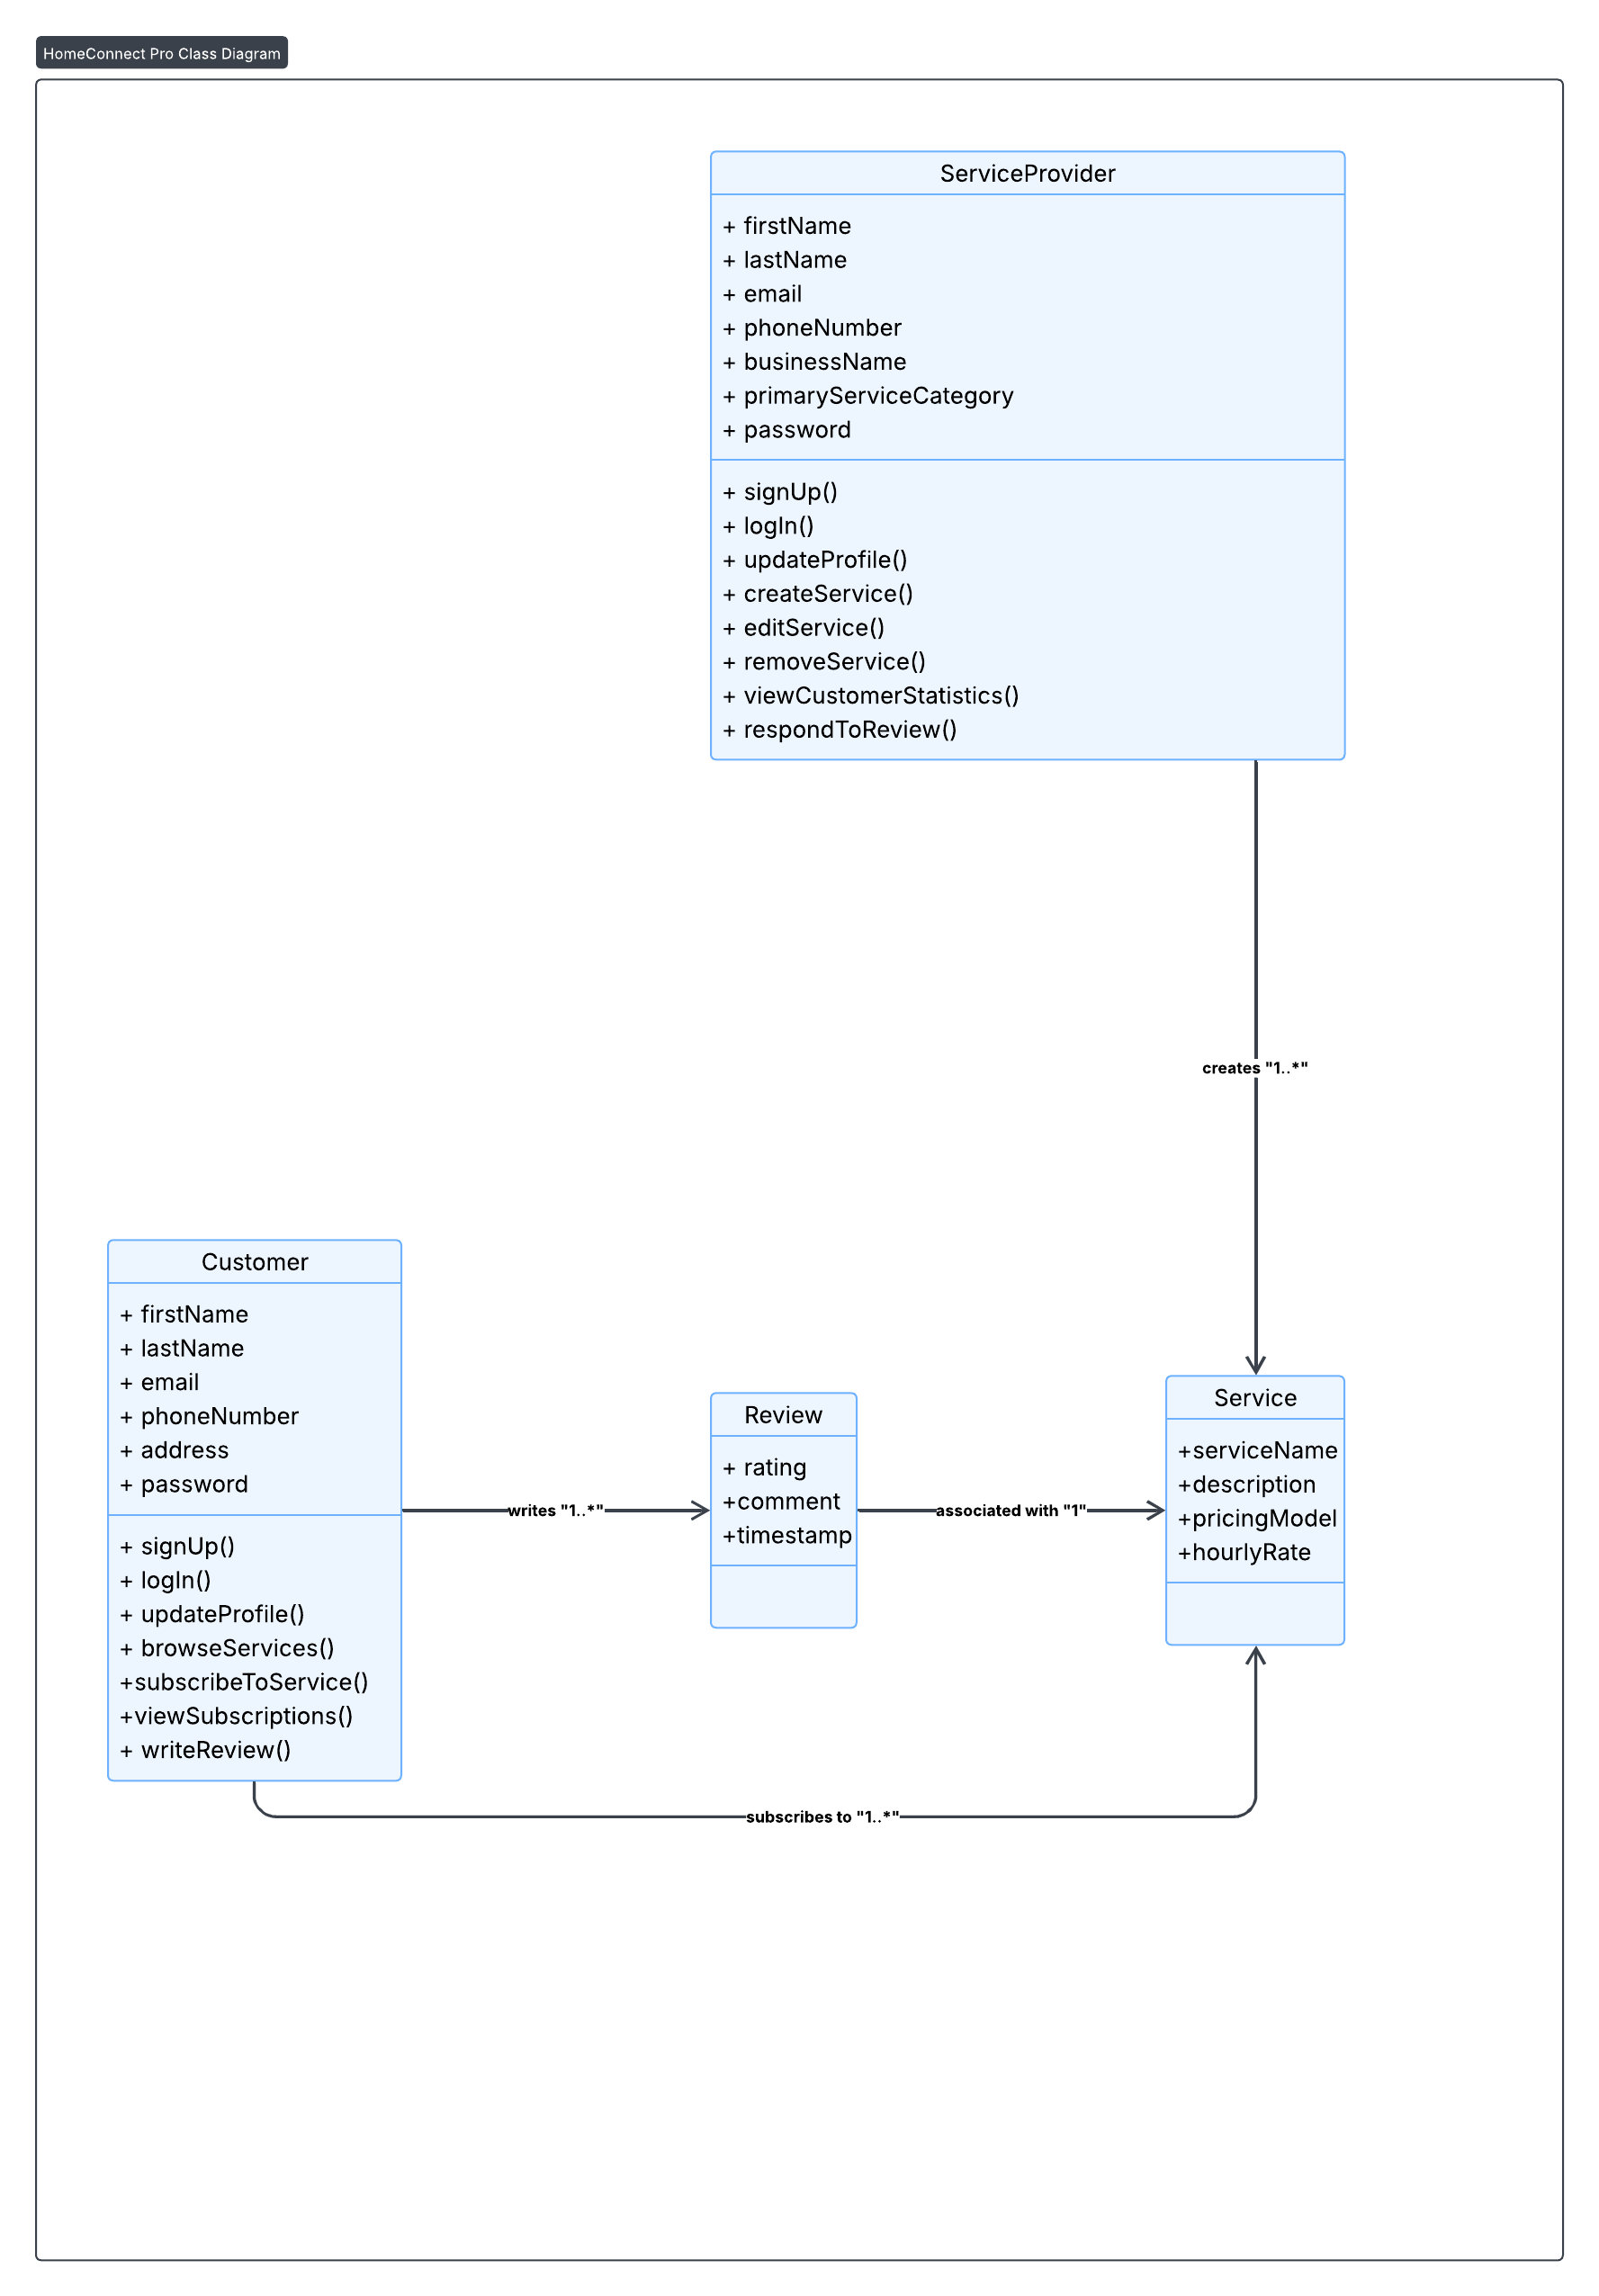 HomeConnect Pro Class Diagram
ServiceProvider
+ firstName
+ lastName
+ email
+ phoneNumber
+ businessName
+ primaryServiceCategory
+ password
+ signUp()
+ logIn()
+ updateProfile()
+ createService()
+ editService()
+ removeService()
+ viewCustomerStatistics()
+ respondToReview()
creates "1..*"
Customer
+ firstName
+ lastName
+ email
+ phoneNumber
+ address
+ password
+ signUp()
+ logIn()
+ updateProfile()
+ browseServices()
+subscribeToService()
+viewSubscriptions()
+ writeReview()
writes "1..*"
Review
+ rating
+comment
+timestamp
associated with "1"
Service
+serviceName
+description
+pricingModel
+hourlyRate
subscribes to "1..*"